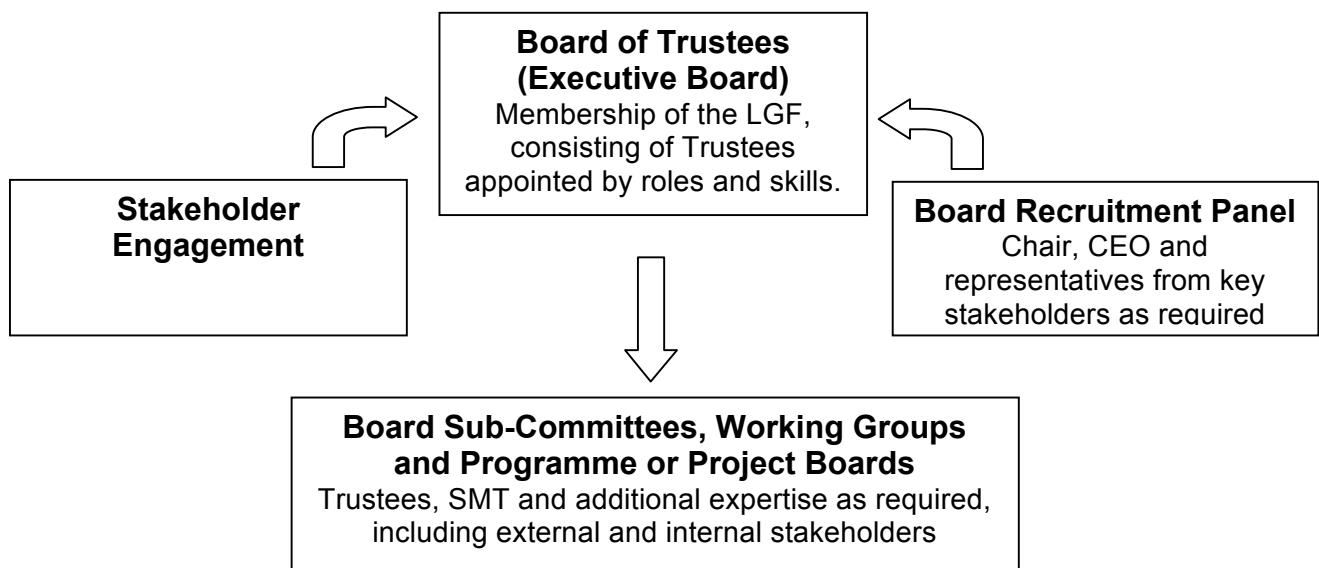 Board of Trustees
(Executive Board)
Membership of the LGF,
consisting of Trustees
appointed by roles and skills.
Stakeholder
Engagement
Board Recruitment Panel
Chair, CEO and
representatives from key
stakeholders as required
Board Sub-Committees, Working Groups
and Programme or Project Boards
Trustees, SMT and additional expertise as required,
including external and internal stakeholders